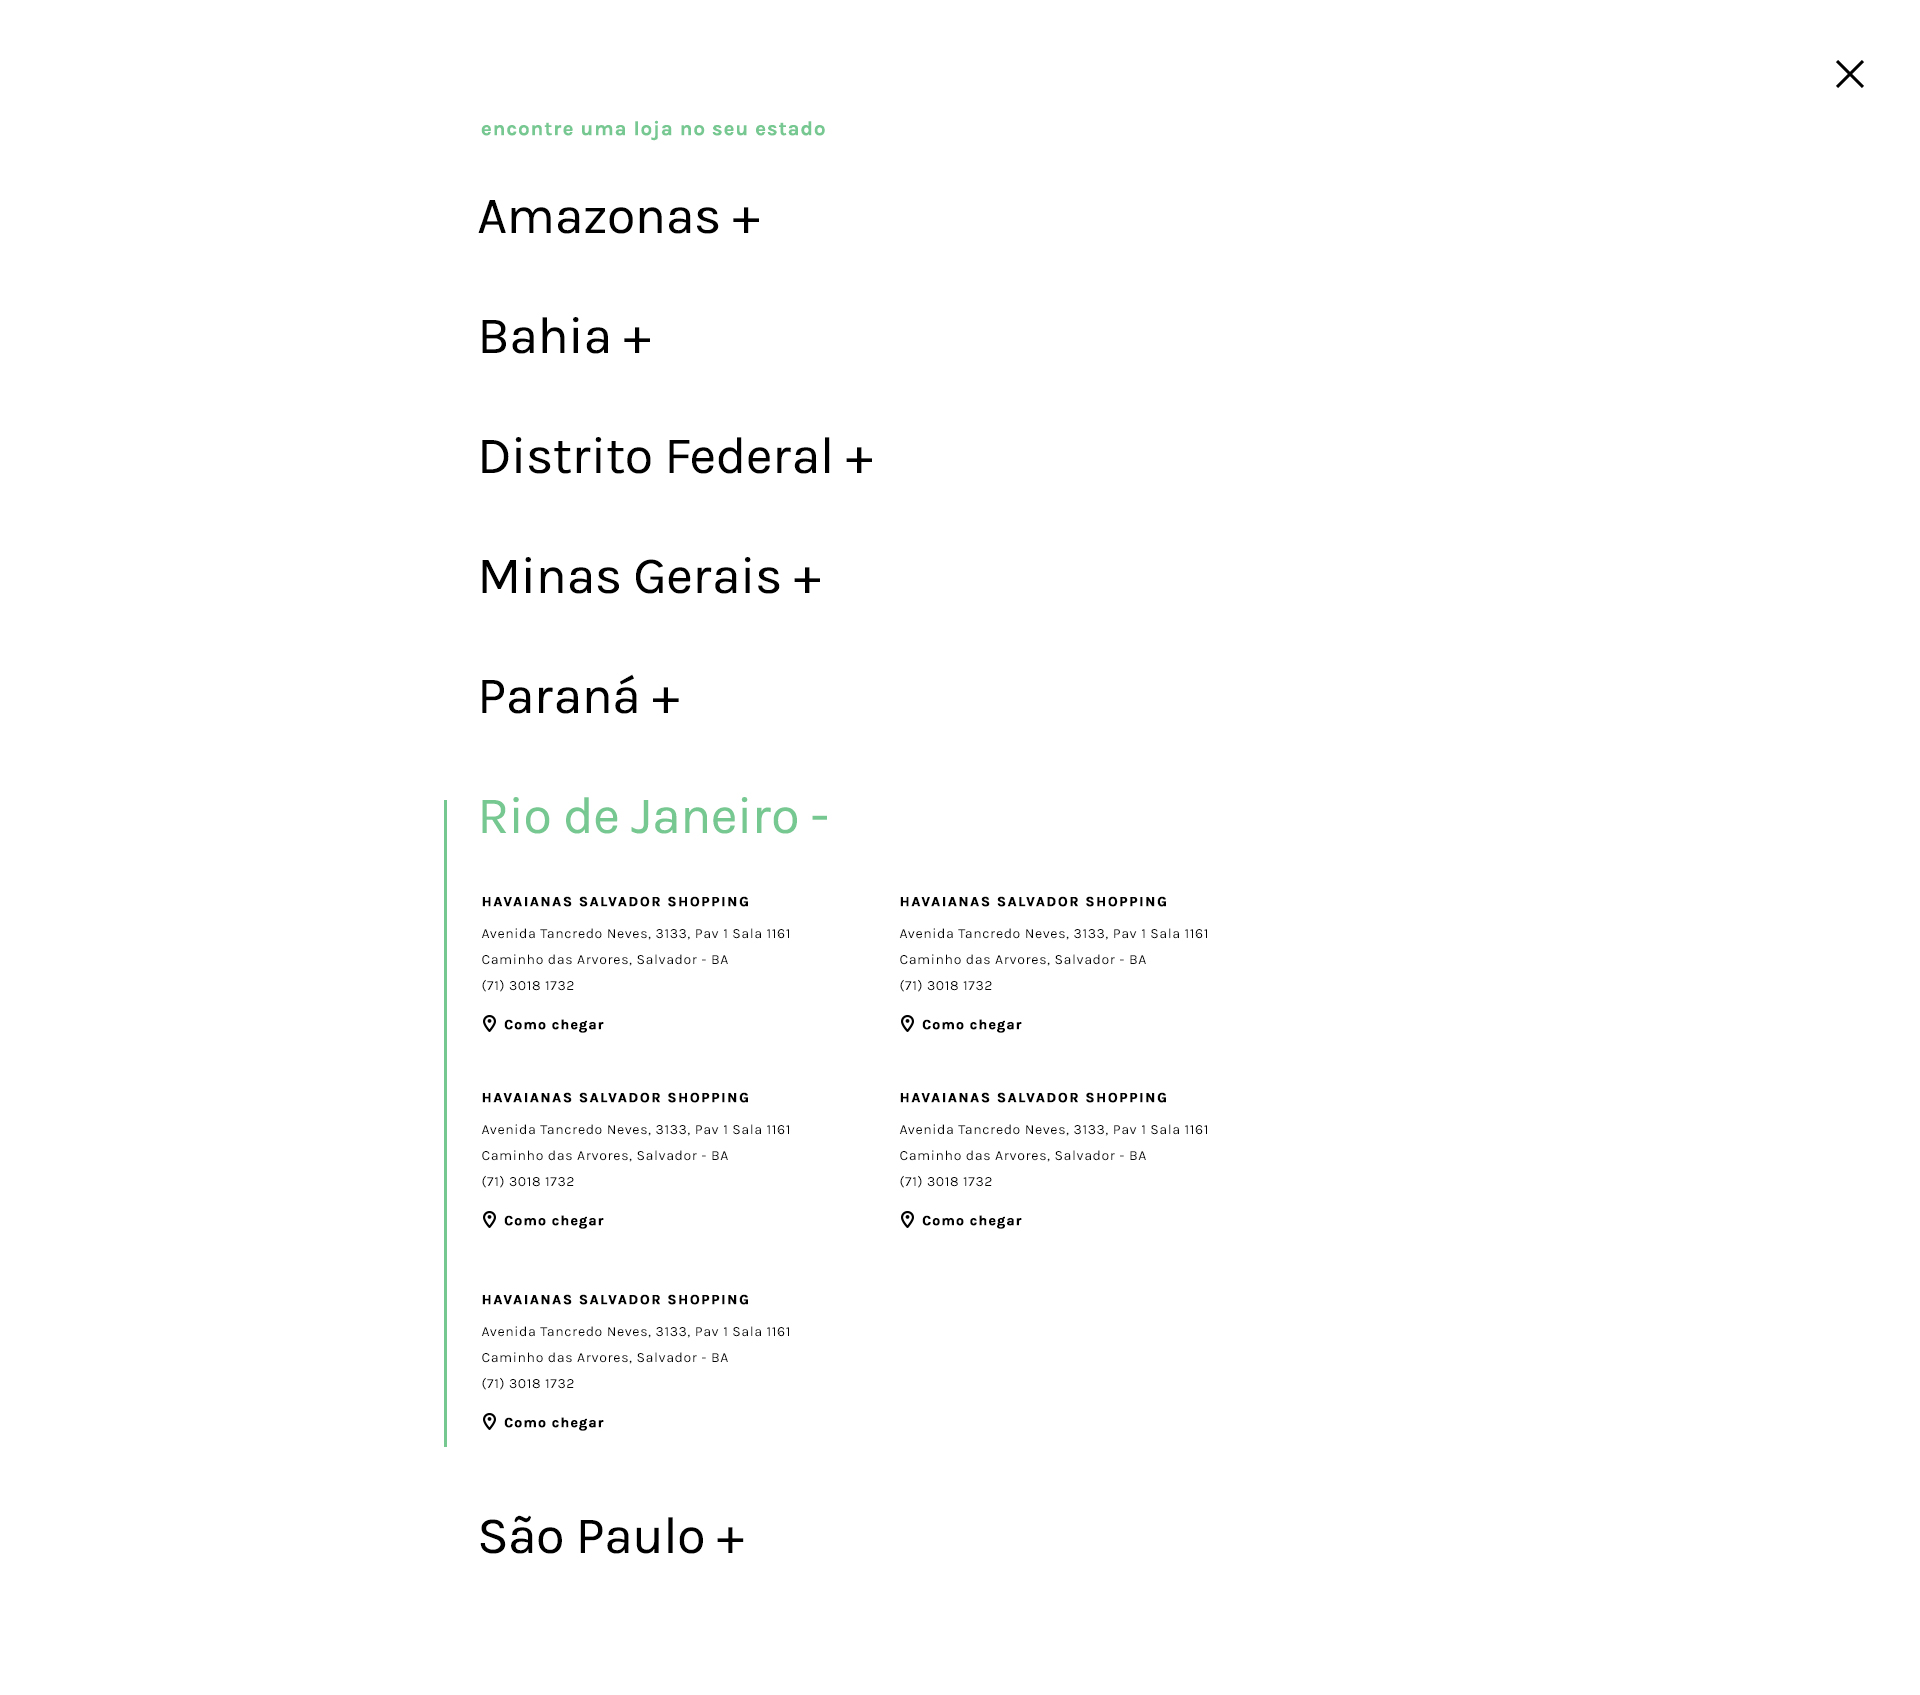 encontre uma loja no seu estado
Amazonas +
Bahia +
Distrito Federal +
Minas Gerais +
Paraná +
Rio de Janeiro -
HAVAIANAS SALVADOR SHOPPING
Avenida Tancredo Neves, 3133, Pav 1 Sala 1161
Caminho das Arvores, Salvador - BA
(71) 3018 1732
Como chegar
HAVAIANAS SALVADOR SHOPPING
Avenida Tancredo Neves, 3133, Pav 1 Sala 1161
Caminho das Arvores, Salvador - BA
(71) 3018 1732
Como chegar
HAVAIANAS SALVADOR SHOPPING
Avenida Tancredo Neves, 3133, Pav 1 Sala 1161
Caminho das Arvores, Salvador - BA
(71) 3018 1732
Como chegar
HAVAIANAS SALVADOR SHOPPING
Avenida Tancredo Neves, 3133, Pav 1 Sala 1161
Caminho das Arvores, Salvador - BA
(71) 3018 1732
Como chegar
HAVAIANAS SALVADOR SHOPPING
Avenida Tancredo Neves, 3133, Pav 1 Sala 1161
Caminho das Arvores, Salvador - BA
(71) 3018 1732
Como chegar
São Paulo +